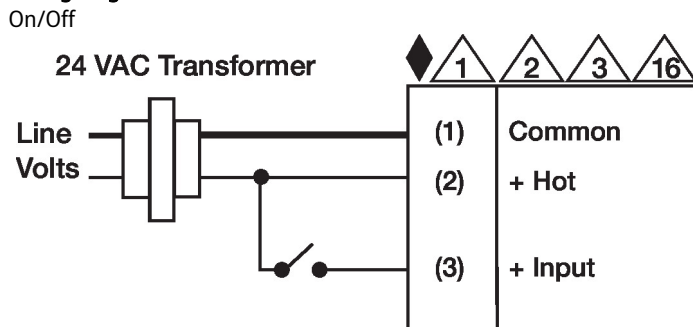 On/Off
24 VAC Transformer
1 2 3 16
Line
Volts
(1) Common
(2) + Hot
(3) + Input